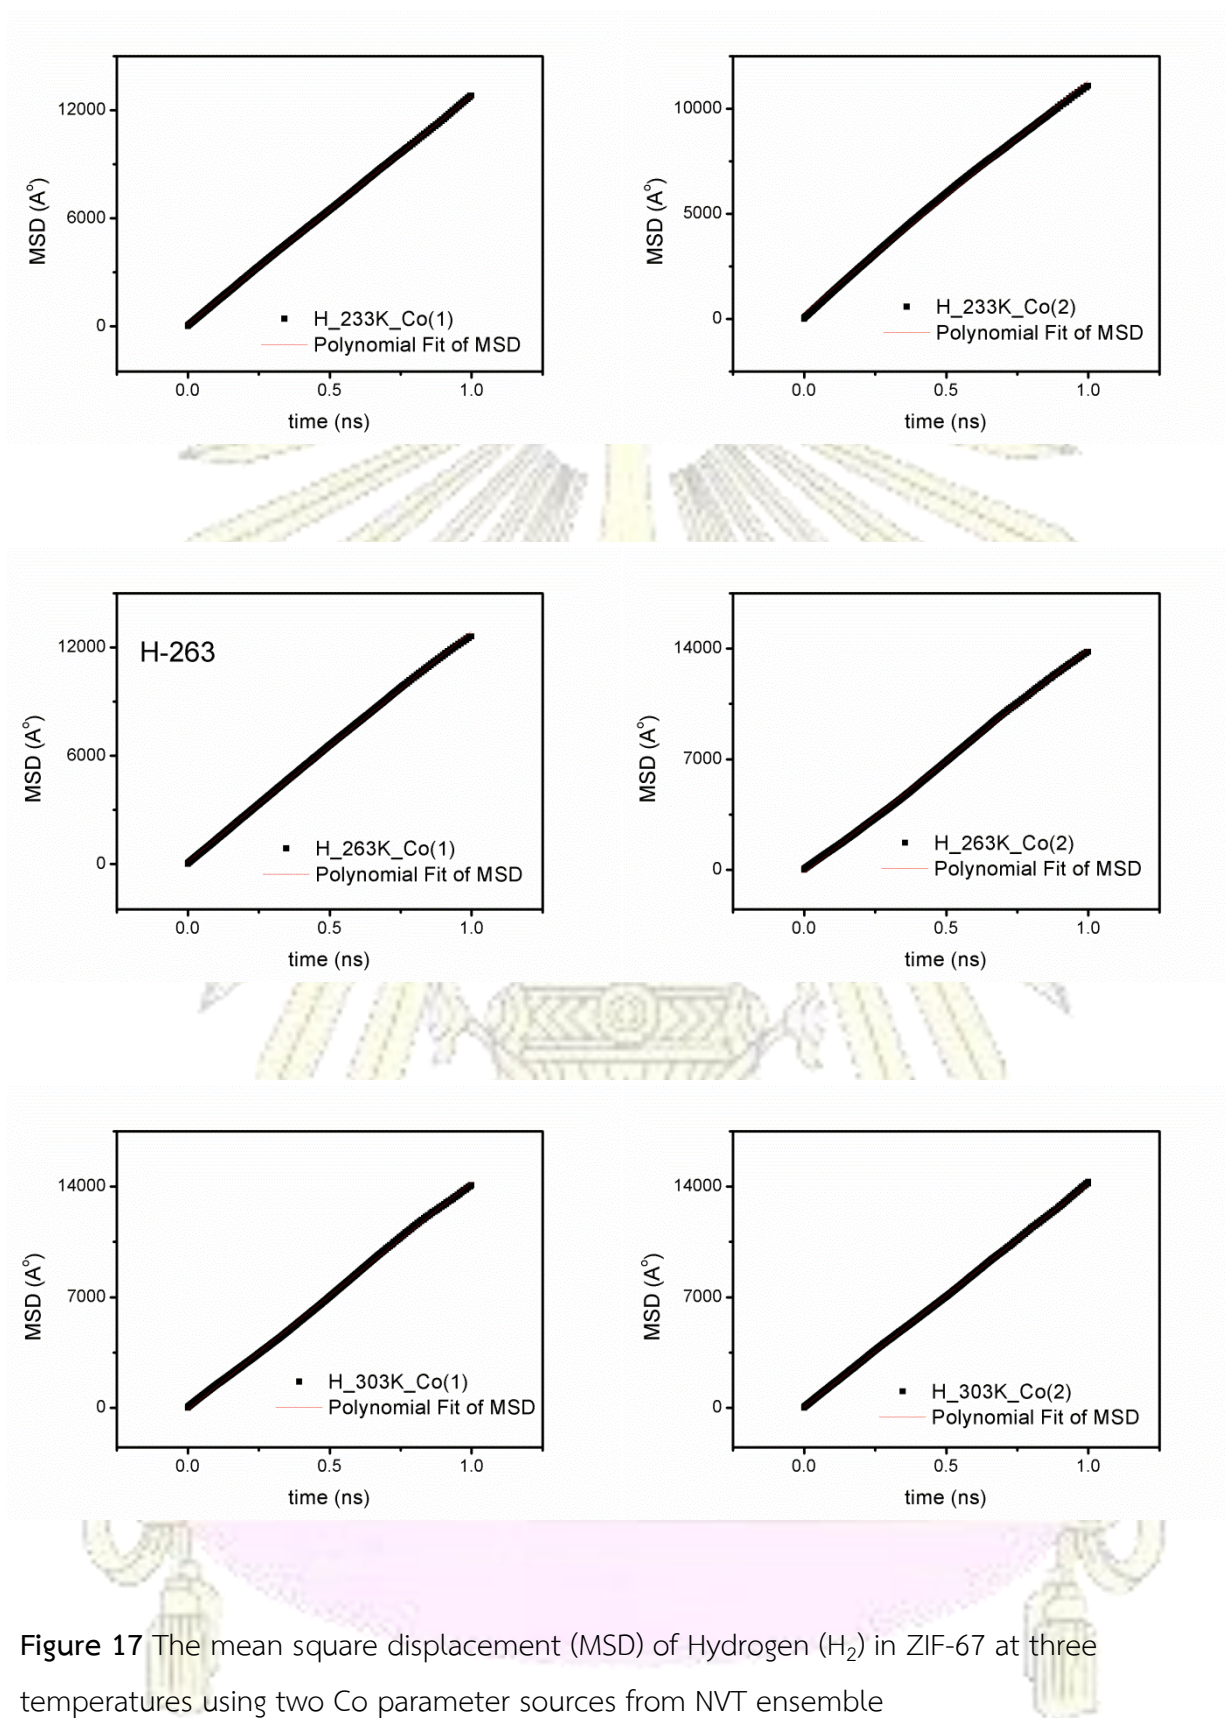 12000
6000
0
MSD (A°)
H_233K_Co(1)
Polynomial Fit of MSD
0.0 0.5 1.0
time (ns)
10000
5000
0
MSD (A°)
H_233K_Co(2)
Polynomial Fit of MSD
0.0 0.5 1.0
time (ns)
H-263
12000
6000
0
MSD (A°)
H_263K_Co(1)
Polynomial Fit of MSD
0.0 0.5 1.0
time (ns)
14000
7000
0
MSD (A°)
H_263K_Co(2)
Polynomial Fit of MSD
0.0 0.5 1.0
time (ns)
14000
7000
0
MSD (A°)
H_303K_Co(1)
Polynomial Fit of MSD
0.0 0.5 1.0
time (ns)
14000
7000
0
MSD (A°)
H_303K_Co(2)
Polynomial Fit of MSD
0.0 0.5 1.0
time (ns)
Figure 17 The mean square displacement (MSD) of Hydrogen (H₂) in ZIF-67 at three
temperatures using two Co parameter sources from NVT ensemble